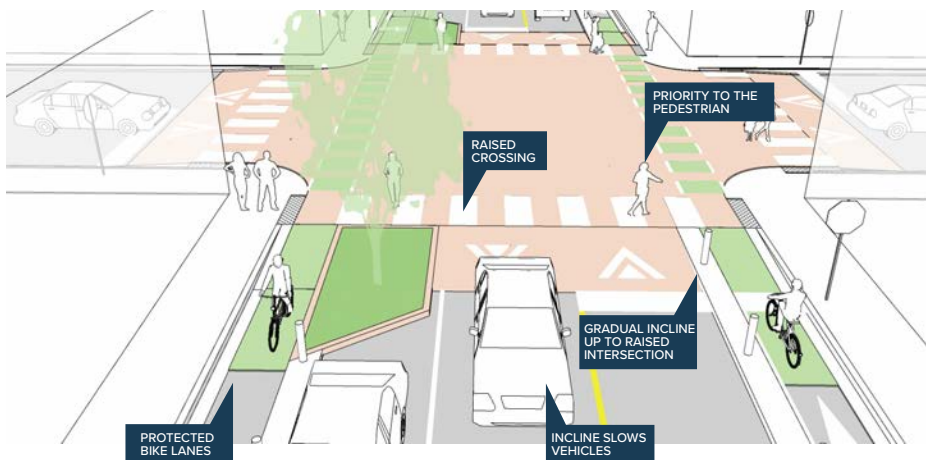 PRIORITY TO THE
PEDESTRIAN
RAISED
CROSSING
GRADUAL INCLINE
UP TO RAISED
INTERSECTION
PROTECTED
BIKE LANES
INCLINE SLOWS
VEHICLES